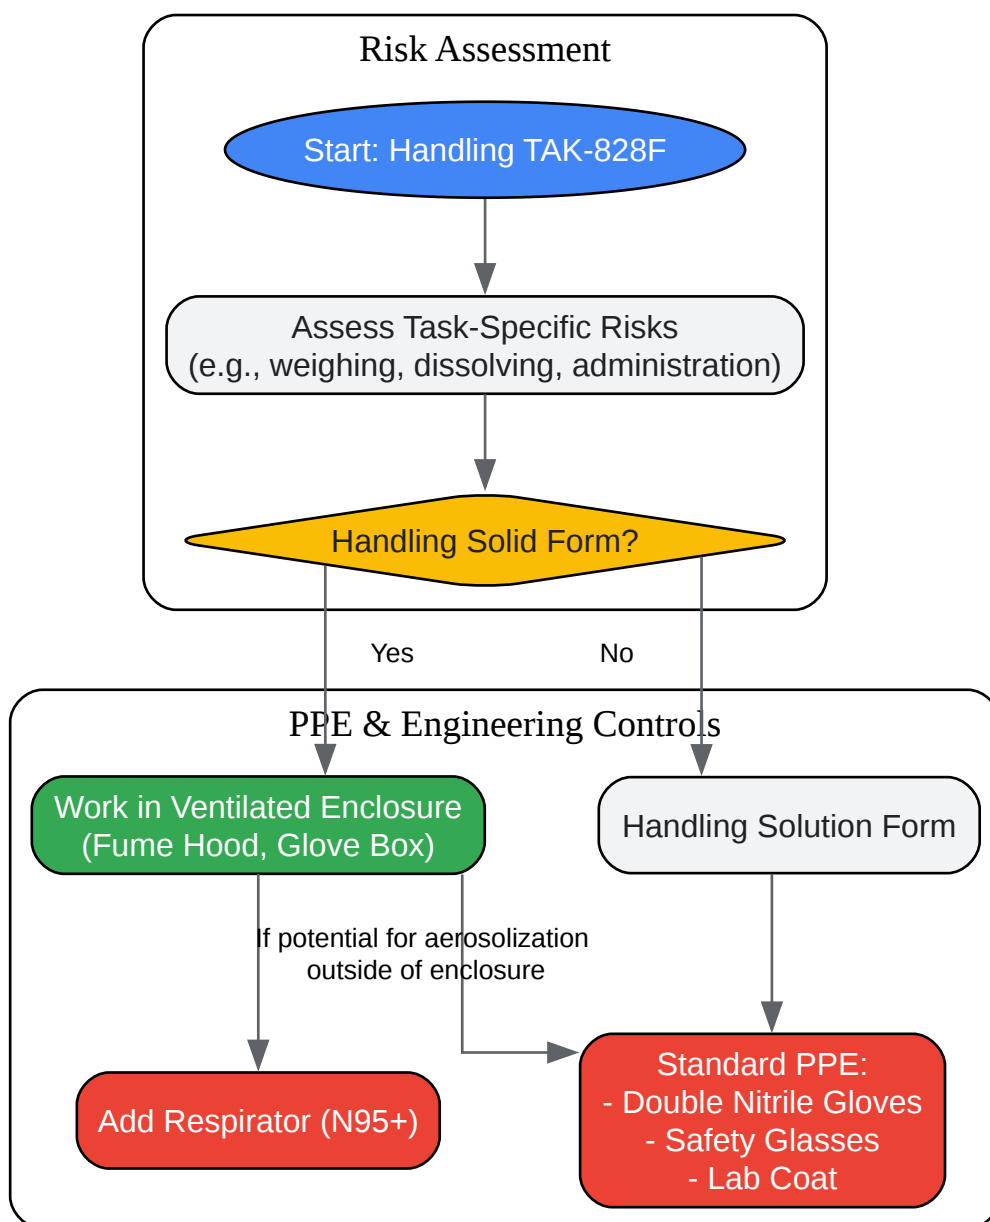 Risk Assessment
Start: Handling TAK-828F
Assess Task-Specific Risks
(e.g., weighing, dissolving, administration)
Handling Solid Form?
Yes
No
PPE & Engineering Controls
Work in Ventilated Enclosure
(Fume Hood, Glove Box)
Handling Solution Form
If potential for aerosolization
outside of enclosure
Add Respirator (N95+)
Standard PPE:
- Double Nitrile Gloves
- Safety Glasses
- Lab Coat